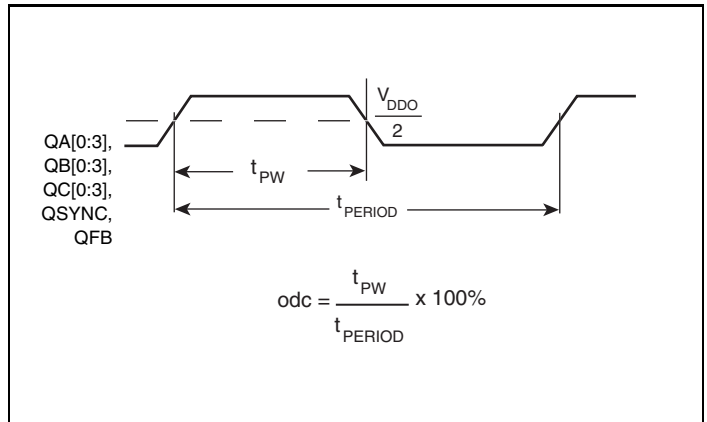 V_DDO
2
QA[0:3],
QB[0:3],
QC[0:3],
QSYNC,
QFB
t_PW
t_PERIOD
odc = t_PW x 100%
t_PERIOD